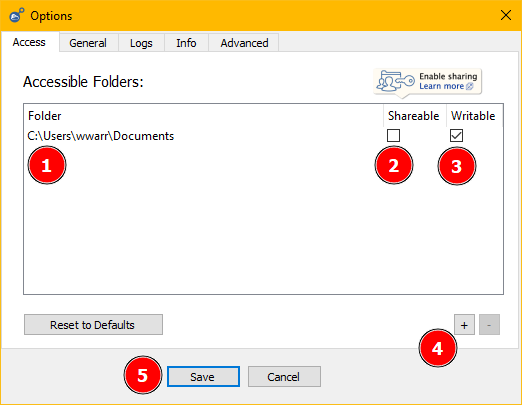 Options
Access General Logs Info Advanced
Accessible Folders:
Enable sharing
Learn more
Folder Shareable Writable
C:\Users\wwarr\Documents
1 2 3
Reset to Defaults + -
4
5 Save Cancel